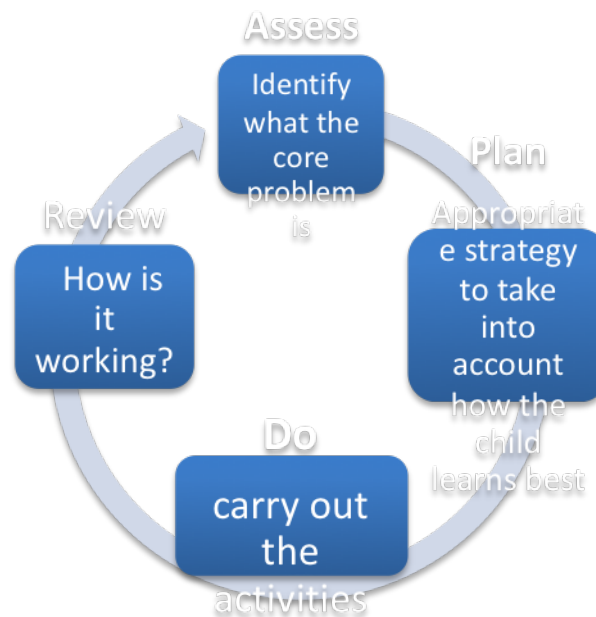 Assess
Identify
what the
core
problem
is
Plan
Appropriat
e strategy
to take
into
account
how the
child
learns best
Do
carry out
the
activities
Review
How is
it
working?